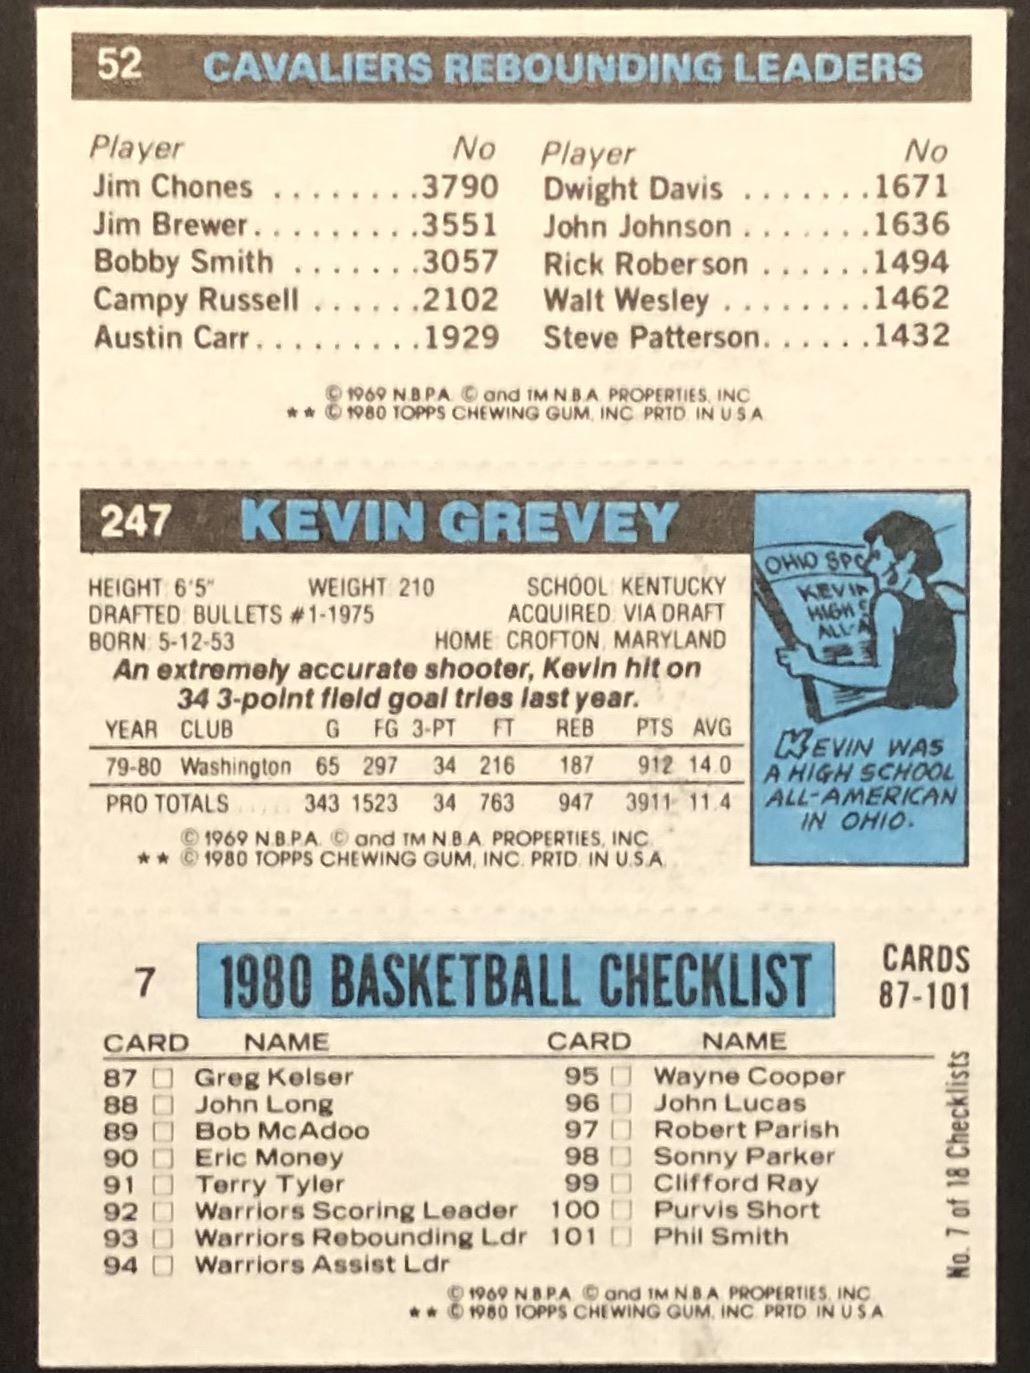 52 CAVALIERS REBOUNDING LEADERS
Player No Player No
Jim Chones ........3790 Dwight Davis .......1671
Jim Brewer.........3551 John Johnson .......1636
Bobby Smith .......3057 Rick Roberson ......1494
Campy Russell ......2102 Walt Wesley ........1462
Austin Carr.........1929 Steve Patterson......1432
© 1969 N.B.P.A. © and TM N.B.A. PROPERTIES, INC.
★★ © 1980 TOPPS CHEWING GUM, INC. PRTD. IN U.S.A.
247 KEVIN GREVEY
HEIGHT: 6'5" WEIGHT: 210 SCHOOL: KENTUCKY
DRAFTED: BULLETS #1-1975 ACQUIRED: VIA DRAFT
BORN: 5-12-53 HOME: CROFTON, MARYLAND
An extremely accurate shooter, Kevin hit on
34 3-point field goal tries last year.
YEAR CLUB G FG 3-PT FT REB PTS AVG
79-80 Washington 65 297 34 216 187 912 14.0
PRO TOTALS ..... 343 1523 34 763 947 3911 11.4
© 1969 N.B.P.A. © and TM N.B.A. PROPERTIES, INC.
★★ © 1980 TOPPS CHEWING GUM, INC. PRTD. IN U.S.A.
OHIO SPO
KEVIN
HIGH S
ALL-A
KEVIN WAS
A HIGH SCHOOL
ALL-AMERICAN
IN OHIO.
7 1980 BASKETBALL CHECKLIST CARDS
87-101
CARD NAME CARD NAME
87 □ Greg Kelser 95 □ Wayne Cooper
88 □ John Long 96 □ John Lucas
89 □ Bob McAdoo 97 □ Robert Parish
90 □ Eric Money 98 □ Sonny Parker
91 □ Terry Tyler 99 □ Clifford Ray
92 □ Warriors Scoring Leader 100 □ Purvis Short
93 □ Warriors Rebounding Ldr 101 □ Phil Smith
94 □ Warriors Assist Ldr
No. 7 of 18 Checklists
© 1969 N.B.P.A. © and TM N.B.A. PROPERTIES, INC.
★★ © 1980 TOPPS CHEWING GUM, INC. PRTD. IN U.S.A.